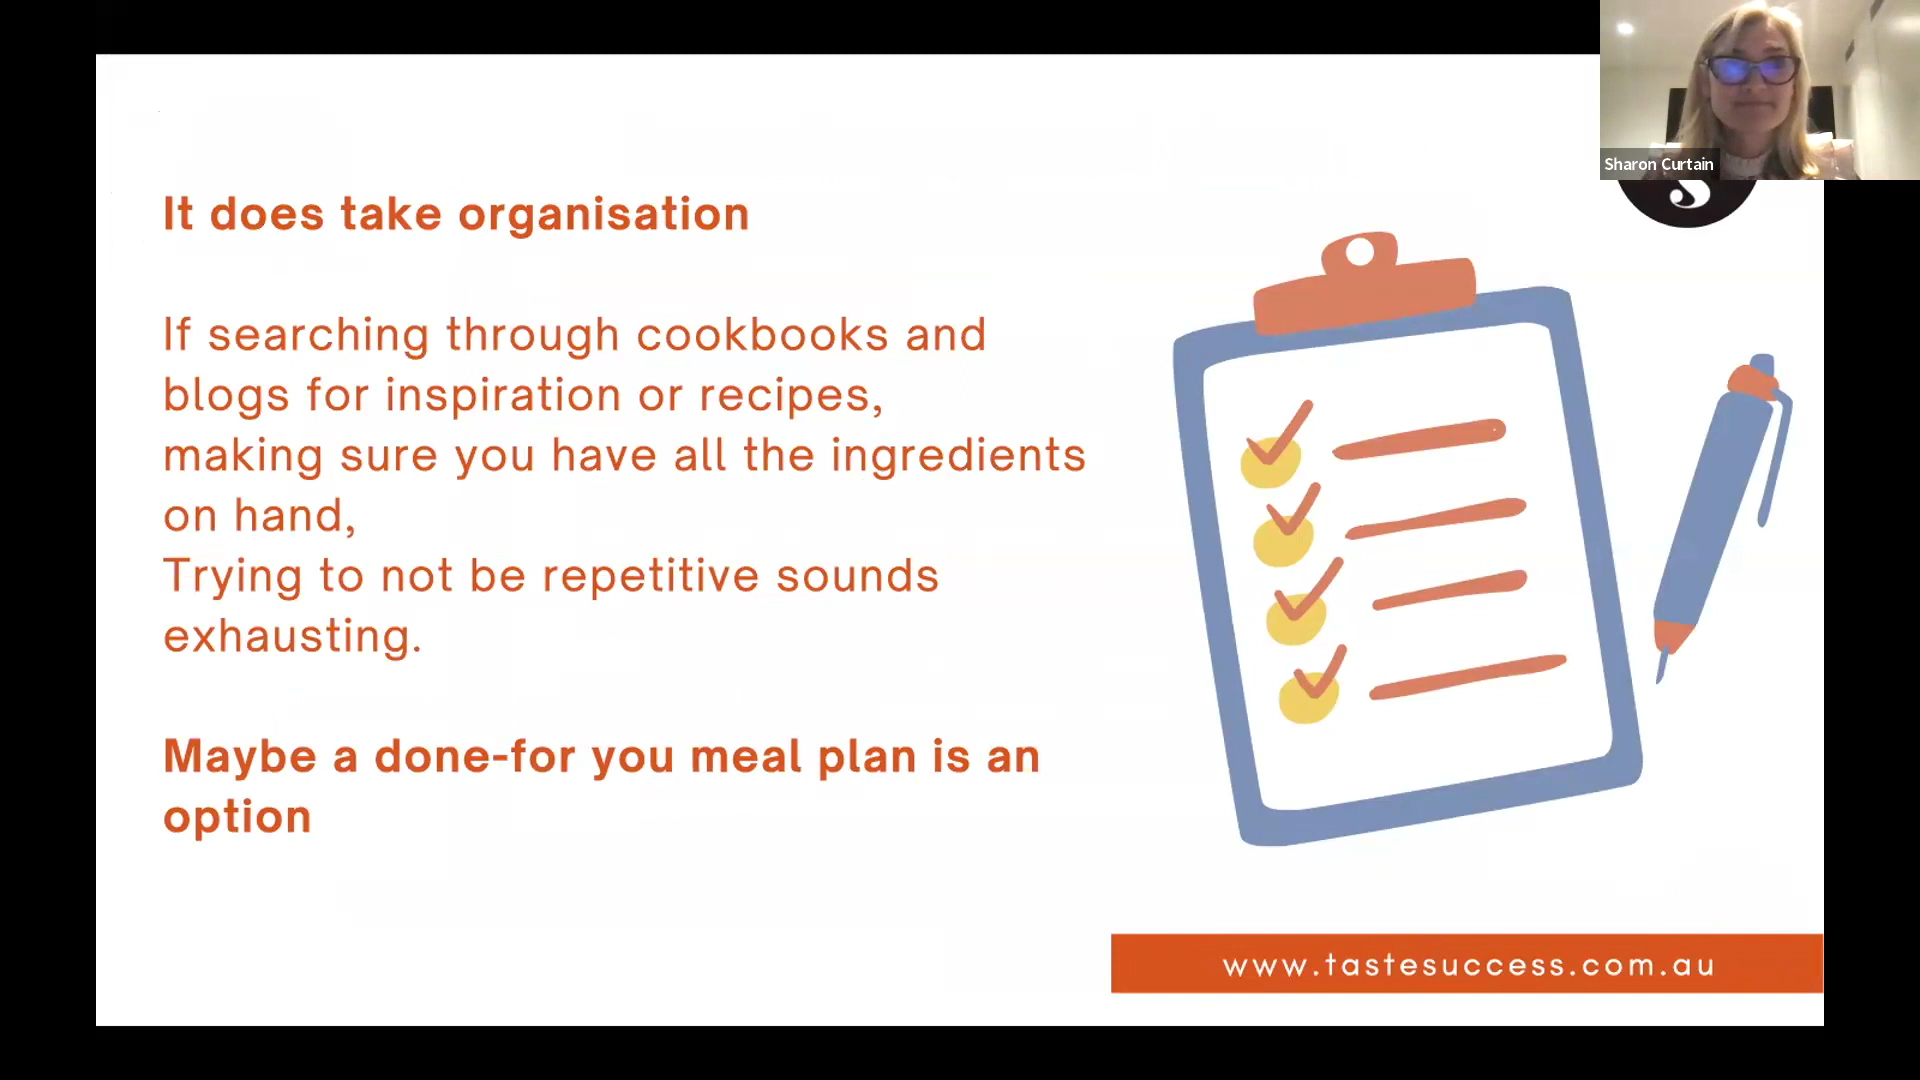 Sharon Curtain
It does take organisation
If searching through cookbooks and
blogs for inspiration or recipes,
making sure you have all the ingredients
on hand,
Trying to not be repetitive sounds
exhausting.
Maybe a done-for you meal plan is an
option
www.tastesuccess.com.au